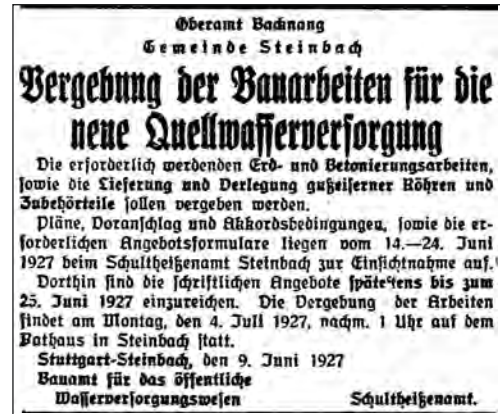 Oberamt Backnang
Gemeinde Steinbach
Vergebung der Bauarbeiten für die
neue Quellwasserversorgung
Die erforderlich werdenden Erd- und Betonierungsarbeiten,
sowie die Lieferung und Verlegung gußeiserner Röhren und
Zubehörteile sollen vergeben werden.
Pläne, Voranschlag und Akkordsbedingungen, sowie die er-
forderlichen Angebotsformulare liegen vom 14.—24. Juni
1927 beim Schultheißenamt Steinbach zur Einsichtnahme auf.
Dorthin sind die schriftlichen Angebote spätestens bis zum
25. Juni 1927 einzureichen. Die Vergebung der Arbeiten
findet am Montag, den 4. Juli 1927, nachm. 1 Uhr auf dem
Rathaus in Steinbach statt.
Stuttgart-Steinbach, den 9. Juni 1927
Bauamt für das öffentliche
Wasserversorgungswesen Schultheißenamt.